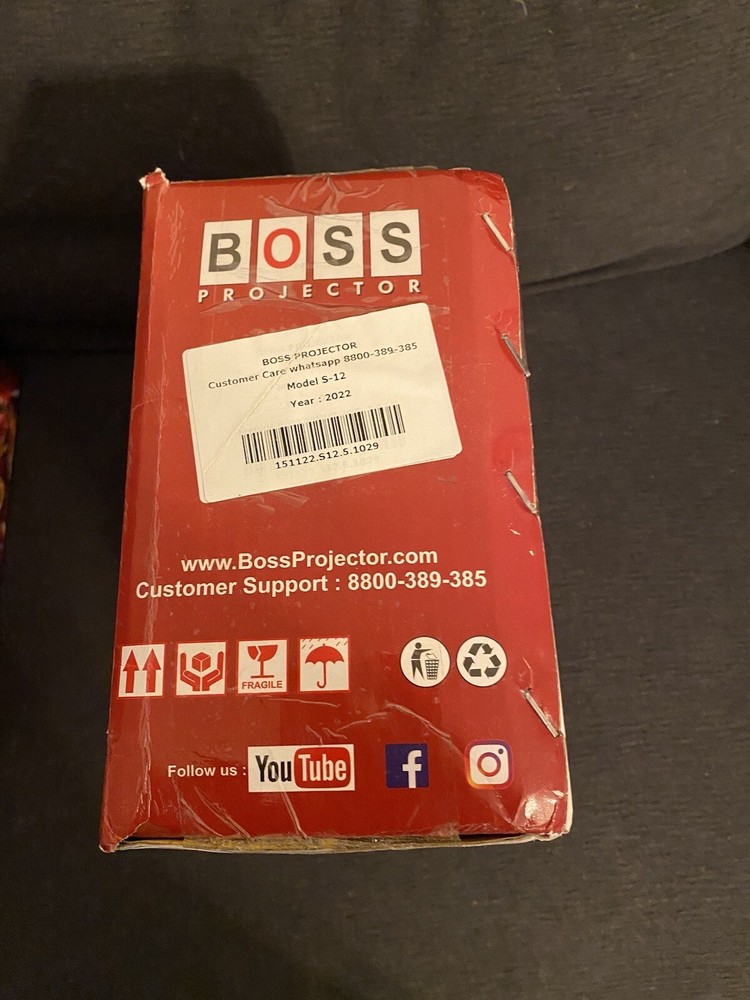 BOSS
PROJECTOR
BOSS PROJECTOR
Customer Care whatsapp 8800-389-385
Model S-12
Year : 2022
151122.S12.5.1029
www.BossProjector.com
Customer Support : 8800-389-385
FRAGILE
Follow us : YouTube f